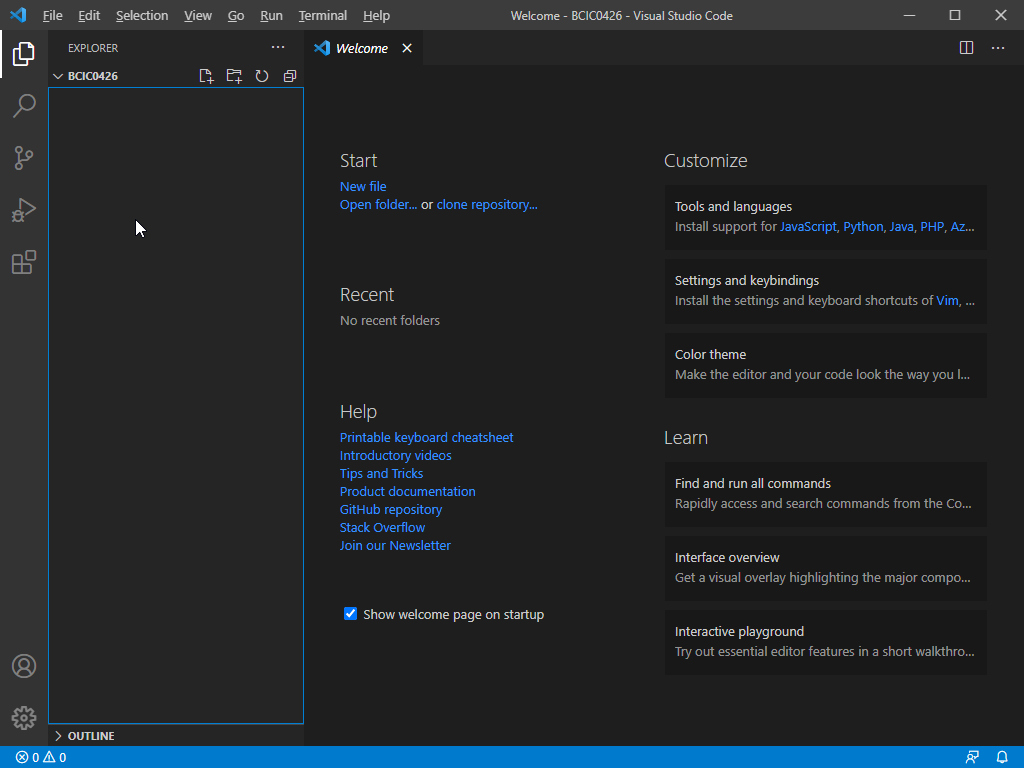 File Edit Selection View Go Run Terminal Help Welcome - BCIC0426 - Visual Studio Code
EXPLORER
Welcome
BCIC0426
Start
New file
Open folder... or clone repository...
Recent
No recent folders
Help
Printable keyboard cheatsheet
Introductory videos
Tips and Tricks
Product documentation
GitHub repository
Stack Overflow
Join our Newsletter
Show welcome page on startup
Customize
Tools and languages
Install support for JavaScript, Python, Java, PHP, Az...
Settings and keybindings
Install the settings and keyboard shortcuts of Vim, ...
Color theme
Make the editor and your code look the way you l...
Learn
Find and run all commands
Rapidly access and search commands from the Co...
Interface overview
Get a visual overlay highlighting the major compo...
Interactive playground
Try out essential editor features in a short walkthro...
OUTLINE
0 0